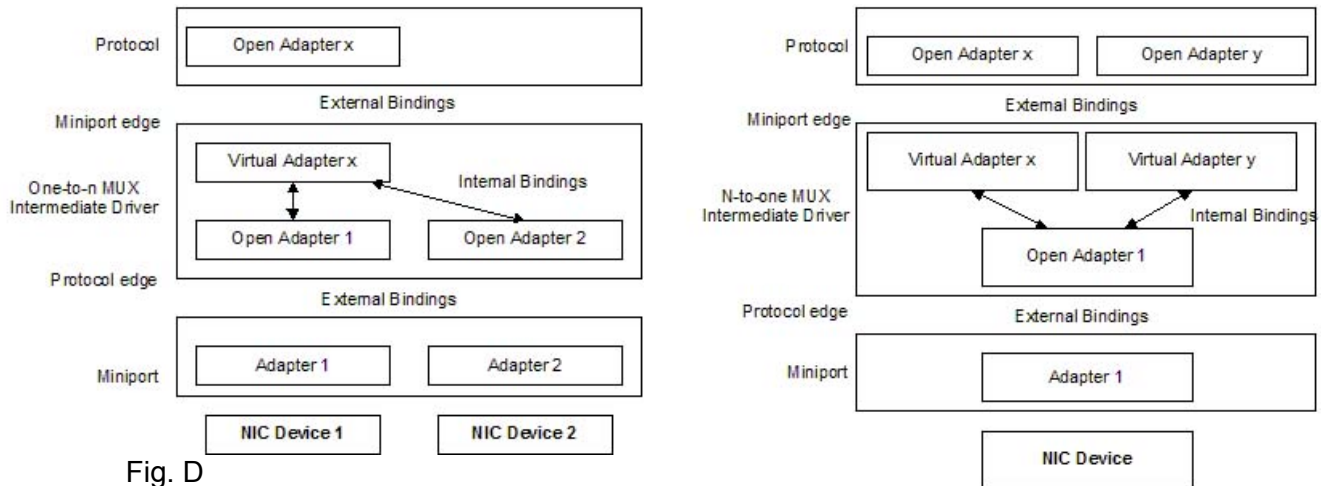 Protocol
Open Adapter x
External Bindings
Miniport edge
Virtual Adapter x
One-to-n MUX
Intermediate Driver
Internal Bindings
Open Adapter 1
Open Adapter 2
Protocol edge
External Bindings
Miniport
Adapter 1
Adapter 2
NIC Device 1
NIC Device 2
Fig. D
Protocol
Open Adapter x
Open Adapter y
External Bindings
Miniport edge
Virtual Adapter x
Virtual Adapter y
N-to-one MUX
Intermediate Driver
Internal Bindings
Open Adapter 1
Protocol edge
External Bindings
Miniport
Adapter 1
NIC Device